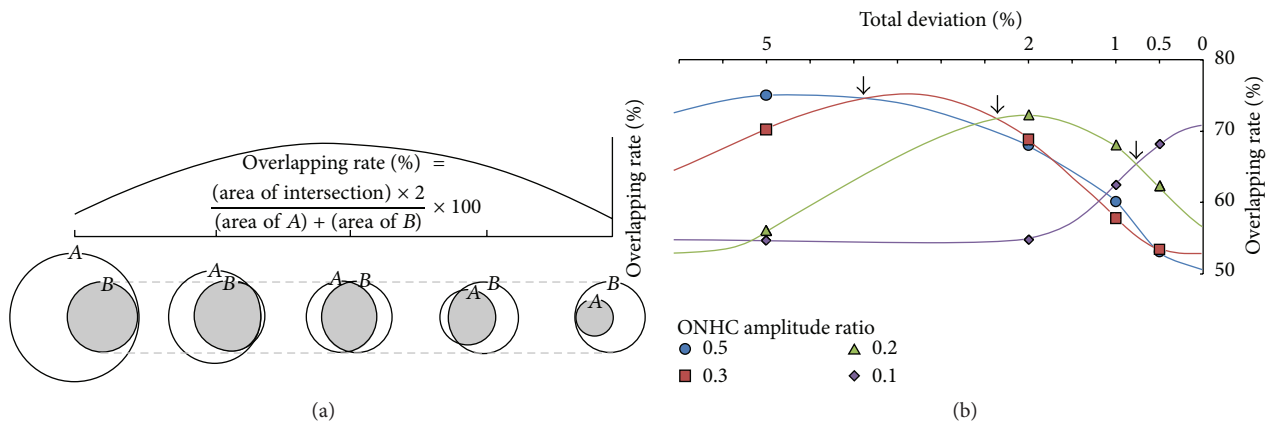 Overlapping rate (%) =
(area of intersection) × 2
(area of A) + (area of B)
× 100
Overlapping rate (%)
A
B
A
B
A
B
A
B
A
B
(a)
Total deviation (%)
5 2 1 0.5 0
80
70
60
50
Overlapping rate (%)
ONHC amplitude ratio
0.5 0.2
0.3 0.1
(b)